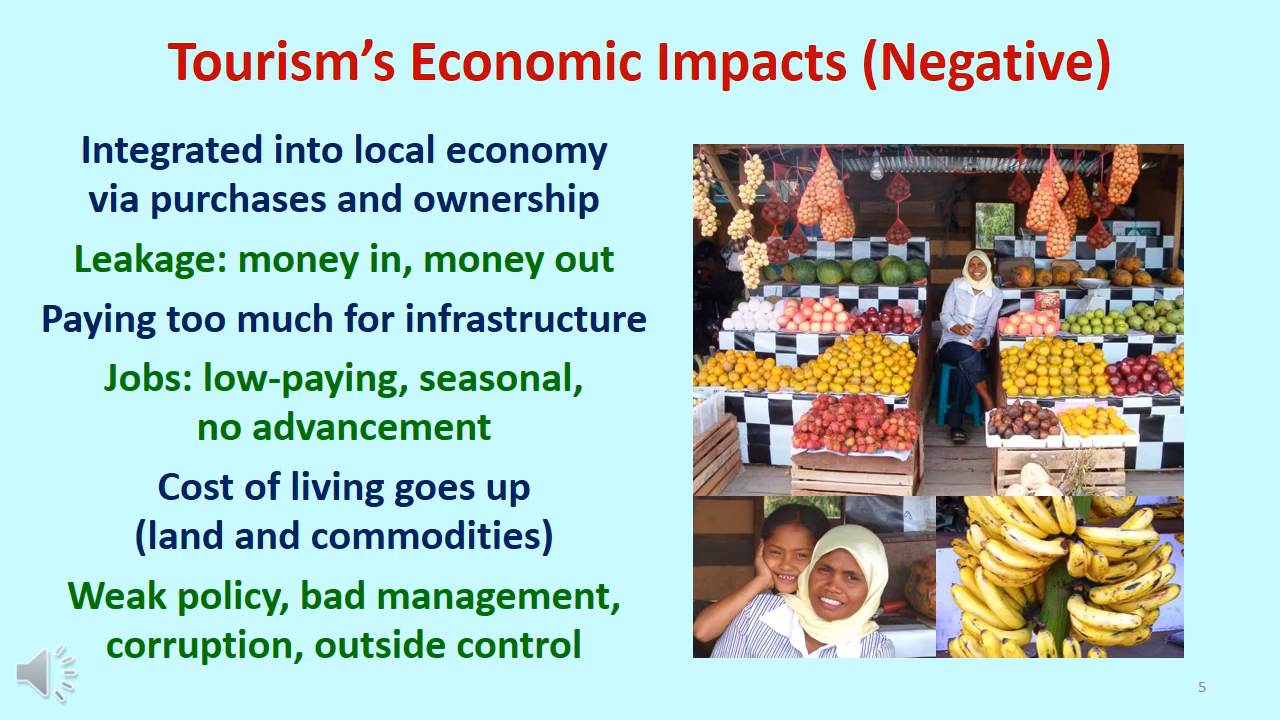 Tourism’s Economic Impacts (Negative)
Integrated into local economy
via purchases and ownership
Leakage: money in, money out
Paying too much for infrastructure
Jobs: low-paying, seasonal,
no advancement
Cost of living goes up
(land and commodities)
Weak policy, bad management,
corruption, outside control
5